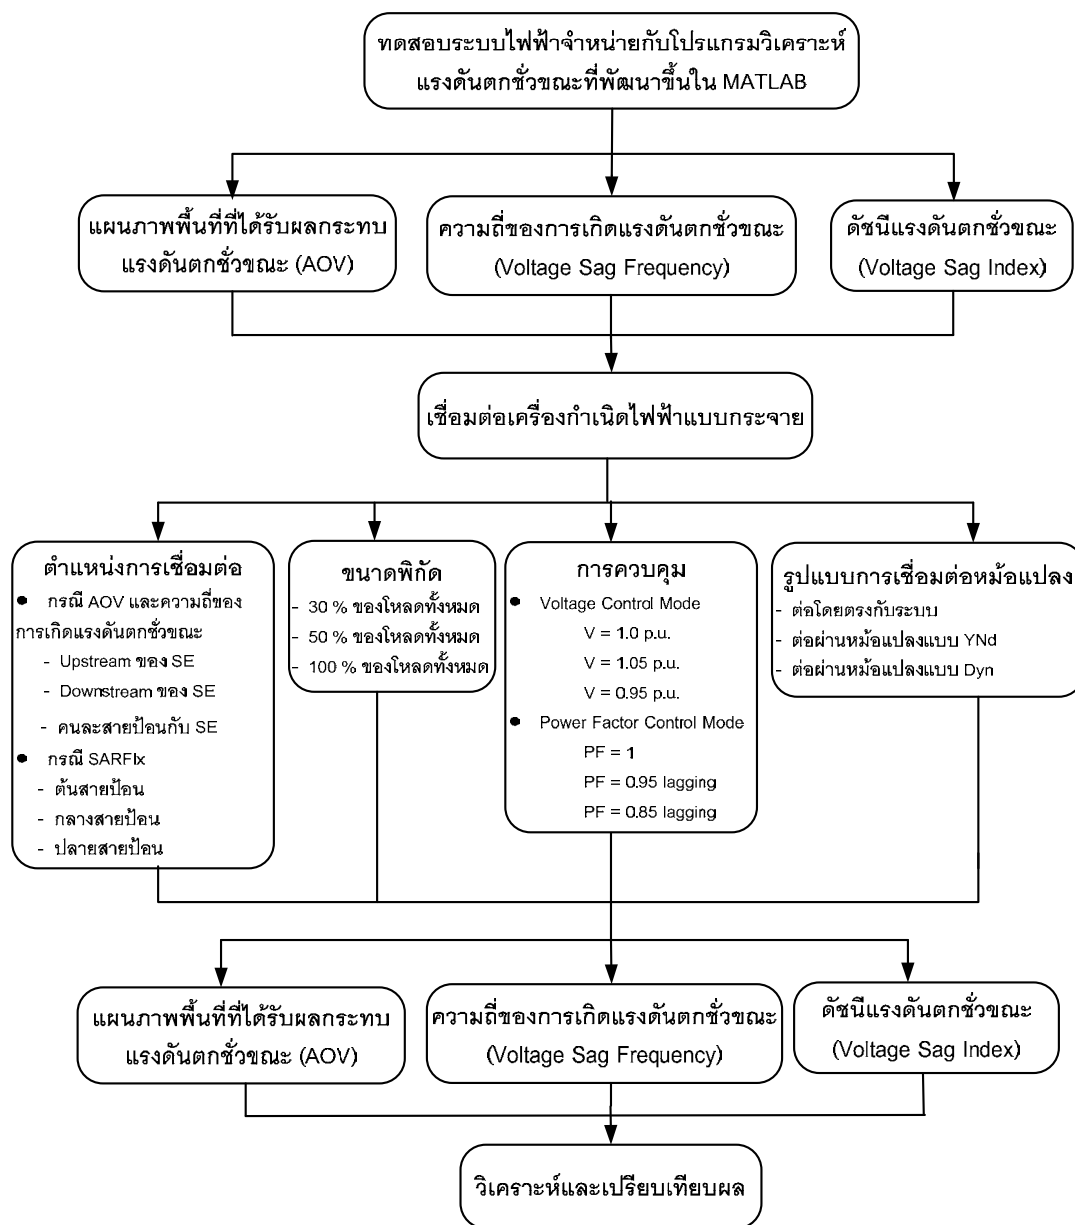 ทดสอบระบบไฟฟ้าจำหน่ายกับโปรแกรมวิเคราะห์
แรงดันตกชั่วขณะที่พัฒนาขึ้นใน MATLAB
แผนภาพพื้นที่ที่ได้รับผลกระทบ
แรงดันตกชั่วขณะ (AOV)
ความถี่ของการเกิดแรงดันตกชั่วขณะ
(Voltage Sag Frequency)
ดัชนีแรงดันตกชั่วขณะ
(Voltage Sag Index)
เชื่อมต่อเครื่องกำเนิดไฟฟ้าแบบกระจาย
ตำแหน่งการเชื่อมต่อ
● กรณี AOV และความถี่ของ
การเกิดแรงดันตกชั่วขณะ
- Upstream ของ SE
- Downstream ของ SE
- คนละสายป้อนกับ SE
● กรณี SARFIx
- ต้นสายป้อน
- กลางสายป้อน
- ปลายสายป้อน
ขนาดพิกัด
- 30 % ของโหลดทั้งหมด
- 50 % ของโหลดทั้งหมด
- 100 % ของโหลดทั้งหมด
การควบคุม
● Voltage Control Mode
V = 1.0 p.u.
V = 1.05 p.u.
V = 0.95 p.u.
● Power Factor Control Mode
PF = 1
PF = 0.95 lagging
PF = 0.85 lagging
รูปแบบการเชื่อมต่อหม้อแปลง
- ต่อโดยตรงกับระบบ
- ต่อผ่านหม้อแปลงแบบ YNd
- ต่อผ่านหม้อแปลงแบบ Dyn
แผนภาพพื้นที่ที่ได้รับผลกระทบ
แรงดันตกชั่วขณะ (AOV)
ความถี่ของการเกิดแรงดันตกชั่วขณะ
(Voltage Sag Frequency)
ดัชนีแรงดันตกชั่วขณะ
(Voltage Sag Index)
วิเคราะห์และเปรียบเทียบผล